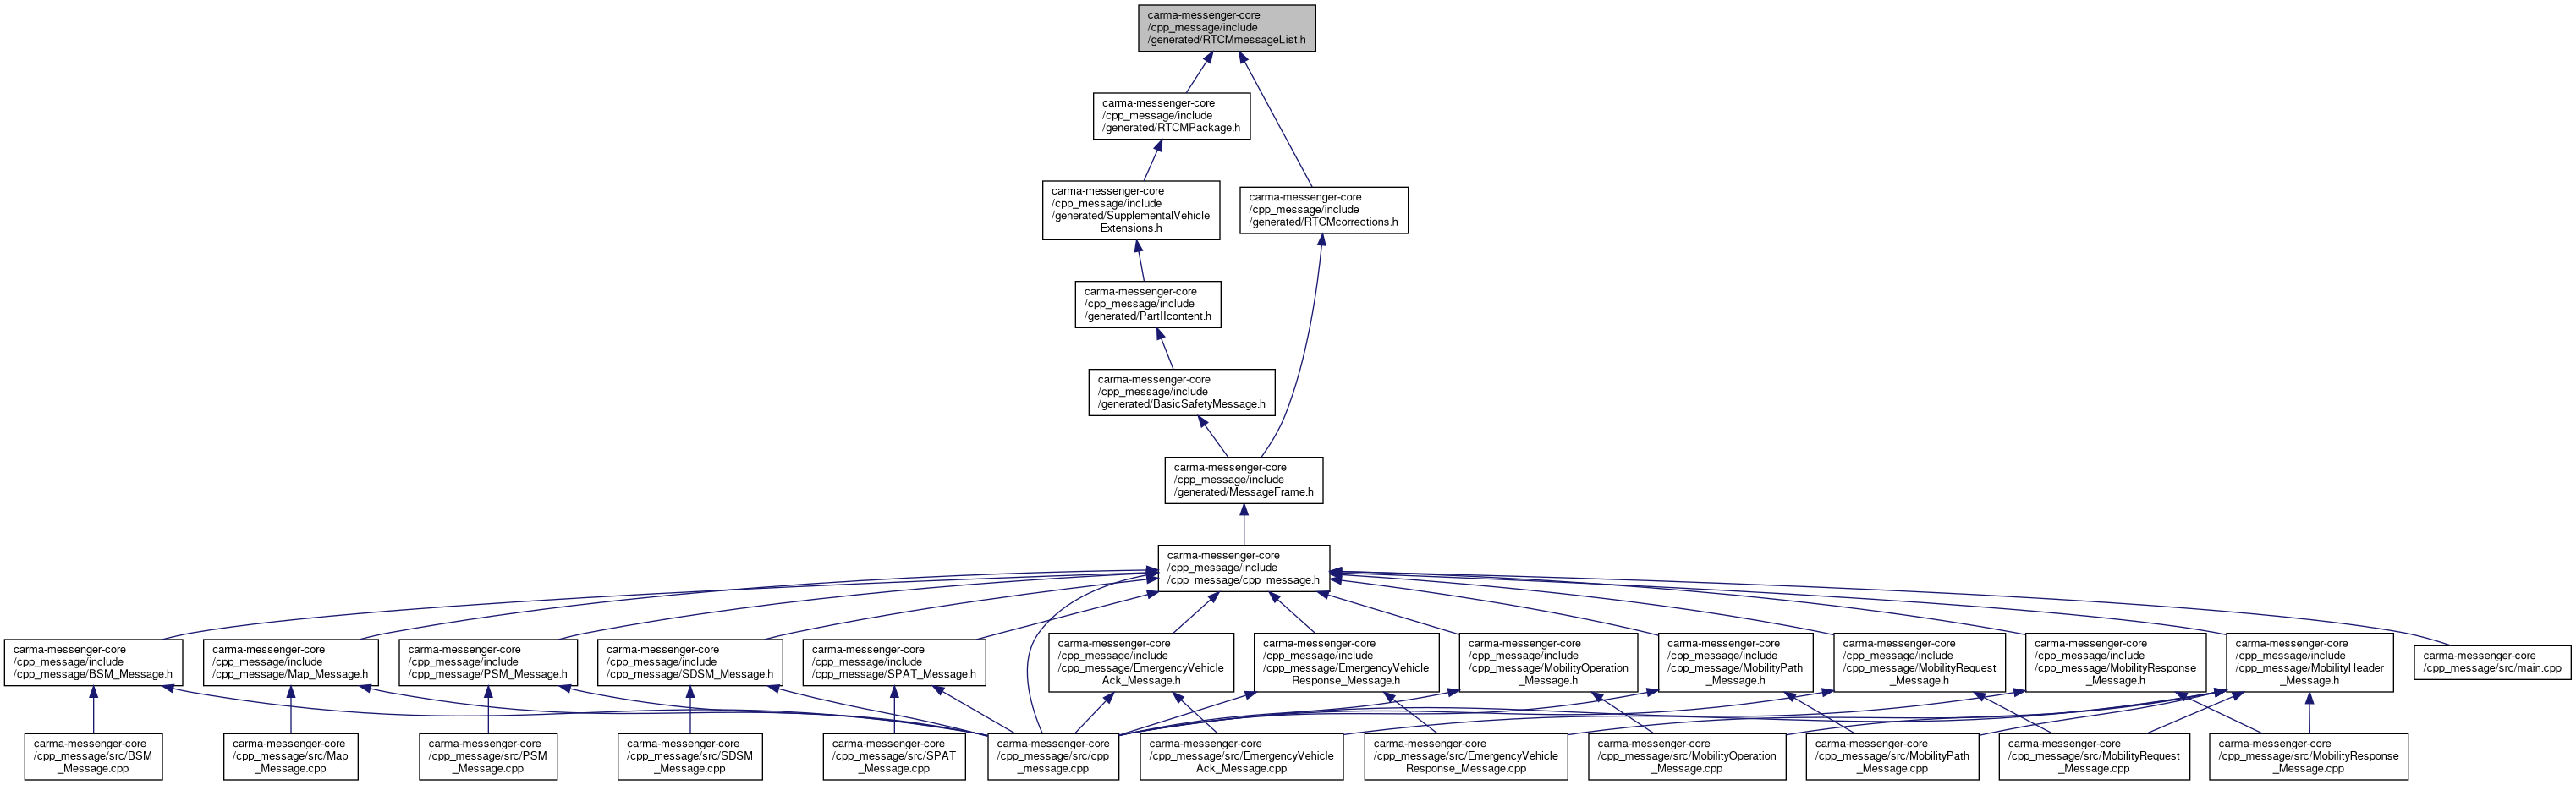 carma-messenger-core
/cpp_message/include
/generated/RTCMmessageList.h
carma-messenger-core
/cpp_message/include
/generated/RTCMPackage.h
carma-messenger-core
/cpp_message/include
/generated/SupplementalVehicle
Extensions.h
carma-messenger-core
/cpp_message/include
/generated/RTCMcorrections.h
carma-messenger-core
/cpp_message/include
/generated/PartIIcontent.h
carma-messenger-core
/cpp_message/include
/generated/BasicSafetyMessage.h
carma-messenger-core
/cpp_message/include
/generated/MessageFrame.h
carma-messenger-core
/cpp_message/include
/cpp_message/cpp_message.h
carma-messenger-core
/cpp_message/include
/cpp_message/BSM_Message.h
carma-messenger-core
/cpp_message/include
/cpp_message/Map_Message.h
carma-messenger-core
/cpp_message/include
/cpp_message/PSM_Message.h
carma-messenger-core
/cpp_message/include
/cpp_message/SDSM_Message.h
carma-messenger-core
/cpp_message/include
/cpp_message/SPAT_Message.h
carma-messenger-core
/cpp_message/include
/cpp_message/EmergencyVehicle
Ack_Message.h
carma-messenger-core
/cpp_message/include
/cpp_message/EmergencyVehicle
Response_Message.h
carma-messenger-core
/cpp_message/include
/cpp_message/MobilityOperation
_Message.h
carma-messenger-core
/cpp_message/include
/cpp_message/MobilityPath
_Message.h
carma-messenger-core
/cpp_message/include
/cpp_message/MobilityRequest
_Message.h
carma-messenger-core
/cpp_message/include
/cpp_message/MobilityResponse
_Message.h
carma-messenger-core
/cpp_message/include
/cpp_message/MobilityHeader
_Message.h
carma-messenger-core
/cpp_message/src/main.cpp
carma-messenger-core
/cpp_message/src/BSM
_Message.cpp
carma-messenger-core
/cpp_message/src/Map
_Message.cpp
carma-messenger-core
/cpp_message/src/PSM
_Message.cpp
carma-messenger-core
/cpp_message/src/SDSM
_Message.cpp
carma-messenger-core
/cpp_message/src/SPAT
_Message.cpp
carma-messenger-core
/cpp_message/src/cpp
_message.cpp
carma-messenger-core
/cpp_message/src/EmergencyVehicle
Ack_Message.cpp
carma-messenger-core
/cpp_message/src/EmergencyVehicle
Response_Message.cpp
carma-messenger-core
/cpp_message/src/MobilityOperation
_Message.cpp
carma-messenger-core
/cpp_message/src/MobilityPath
_Message.cpp
carma-messenger-core
/cpp_message/src/MobilityRequest
_Message.cpp
carma-messenger-core
/cpp_message/src/MobilityResponse
_Message.cpp